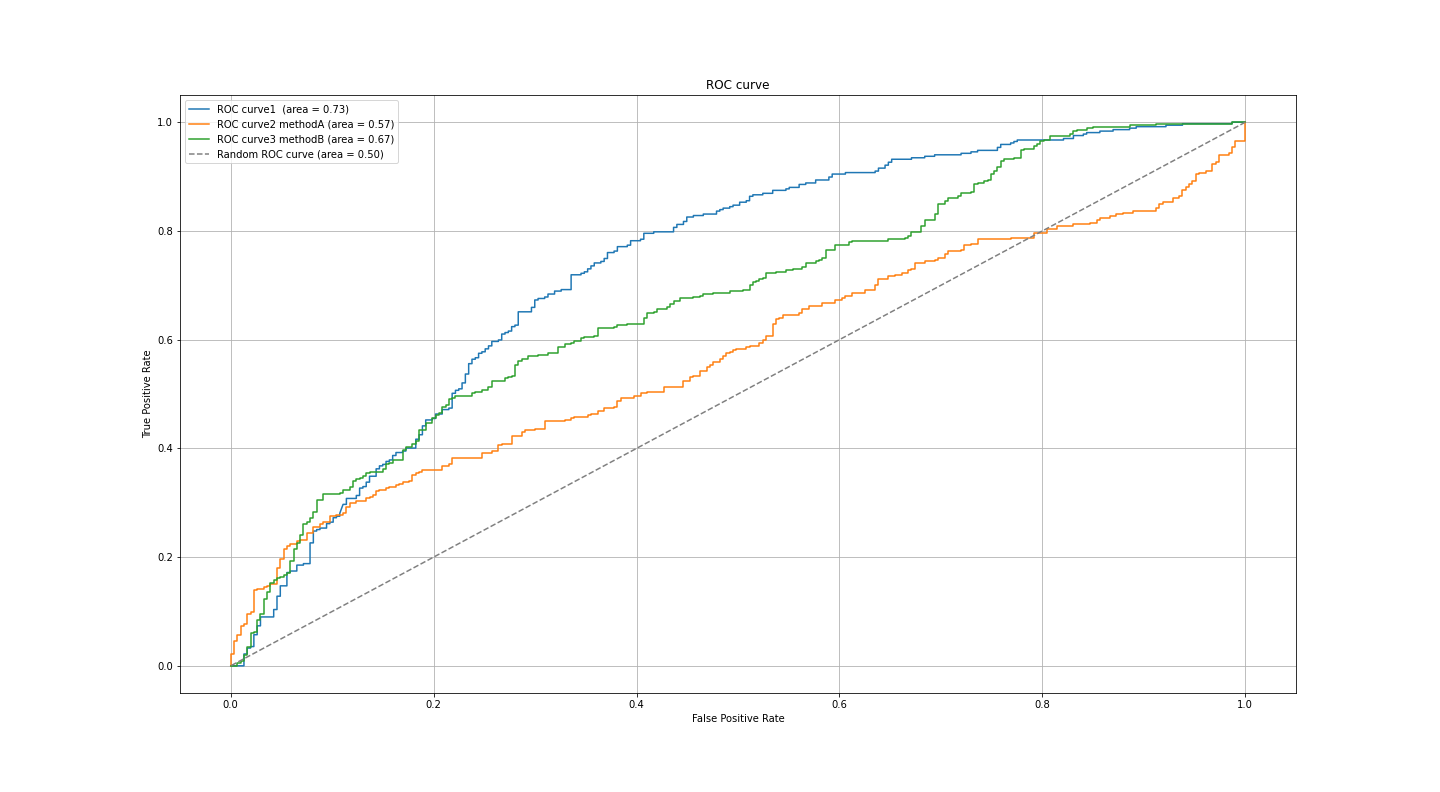 ROC curve
ROC curve1  (area = 0.73)
ROC curve2 methodA (area = 0.57)
ROC curve3 methodB (area = 0.67)
Random ROC curve (area = 0.50)
1.0
0.8
0.6
0.4
0.2
0.0
True Positive Rate
0.0 0.2 0.4 0.6 0.8 1.0
False Positive Rate